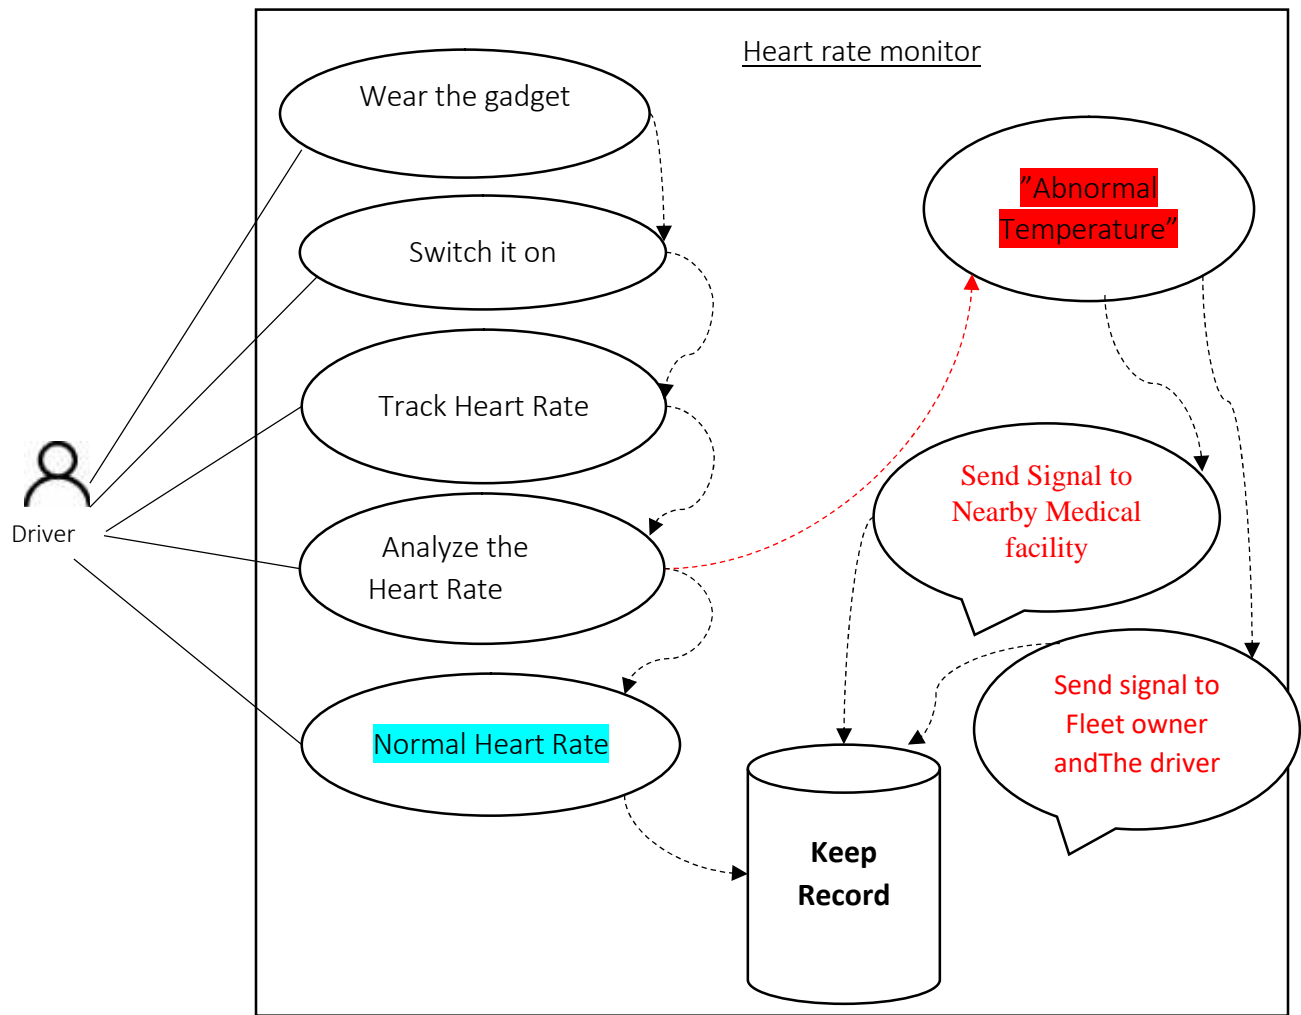 Heart rate monitor
Wear the gadget
Switch it on
Track Heart Rate
Analyze the
Heart Rate
Normal Heart Rate
Driver
”Abnormal
Temperature”
Send Signal to
Nearby Medical
facility
Send signal to
Fleet owner
andThe driver
Keep
Record